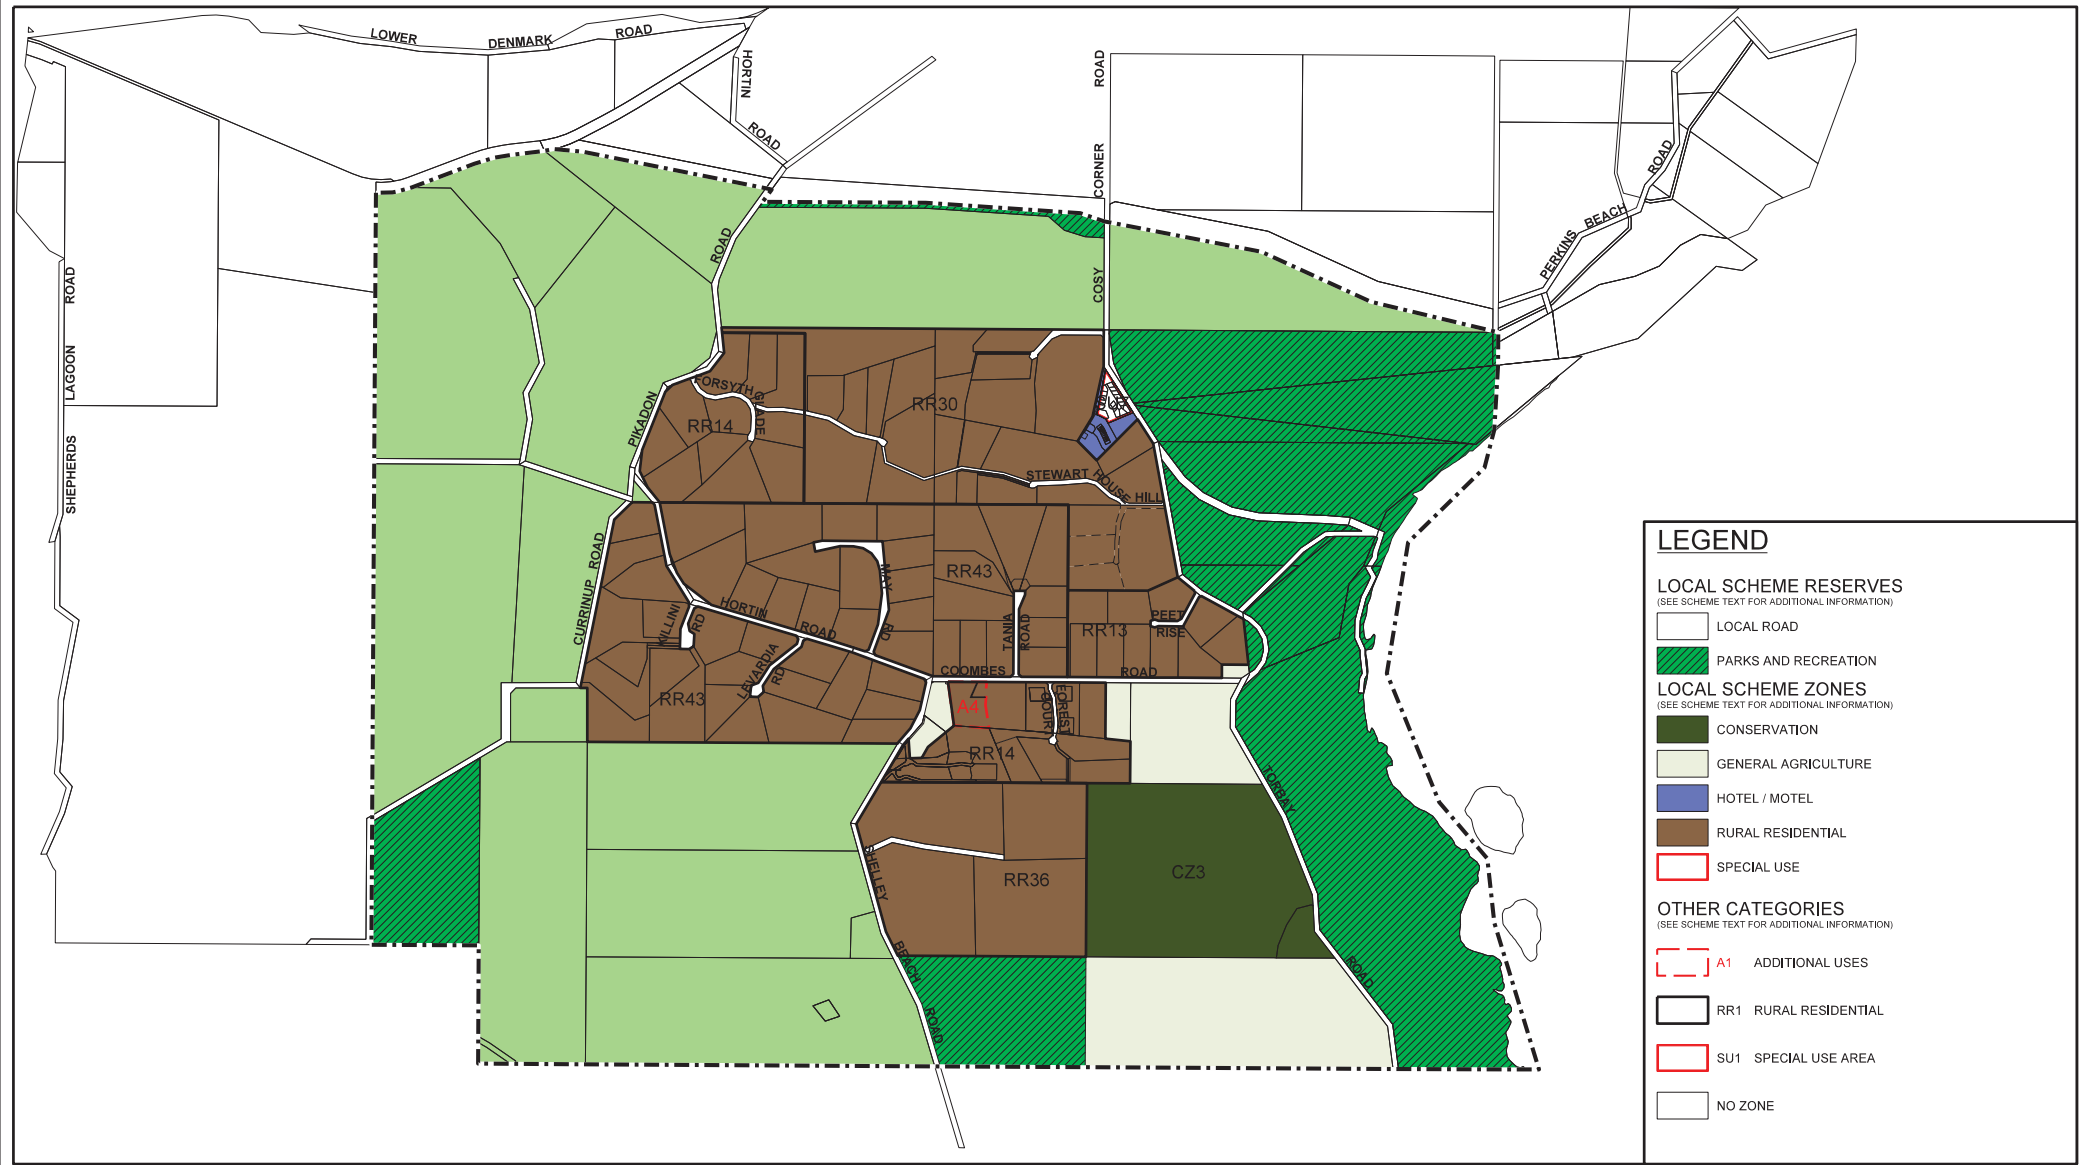 LOWER DENMARK ROAD
HORTIN ROAD
ROAD
CORNER
COSY
PERKINS BEACH ROAD
SHEPHERDS LAGOON ROAD
PIKADON ROAD
FORSYTH GLADE
RR14
RR30
STEWART HOUSE HILL
CURRINUP ROAD
KILLINI RD
HORTIN ROAD
MAY RD
LEVARDIA RD
RR43
RR43
TANIA ROAD
PEET RISE
RR13
COOMBES ROAD
A41
FOREST COURT
RR14
TORBAY ROAD
SHELLEY BEACH ROAD
RR36
CZ3
LEGEND
LOCAL SCHEME RESERVES
(SEE SCHEME TEXT FOR ADDITIONAL INFORMATION)
LOCAL ROAD
PARKS AND RECREATION
LOCAL SCHEME ZONES
(SEE SCHEME TEXT FOR ADDITIONAL INFORMATION)
CONSERVATION
GENERAL AGRICULTURE
HOTEL / MOTEL
RURAL RESIDENTIAL
SPECIAL USE
OTHER CATEGORIES
(SEE SCHEME TEXT FOR ADDITIONAL INFORMATION)
A1 ADDITIONAL USES
RR1 RURAL RESIDENTIAL
SU1 SPECIAL USE AREA
NO ZONE